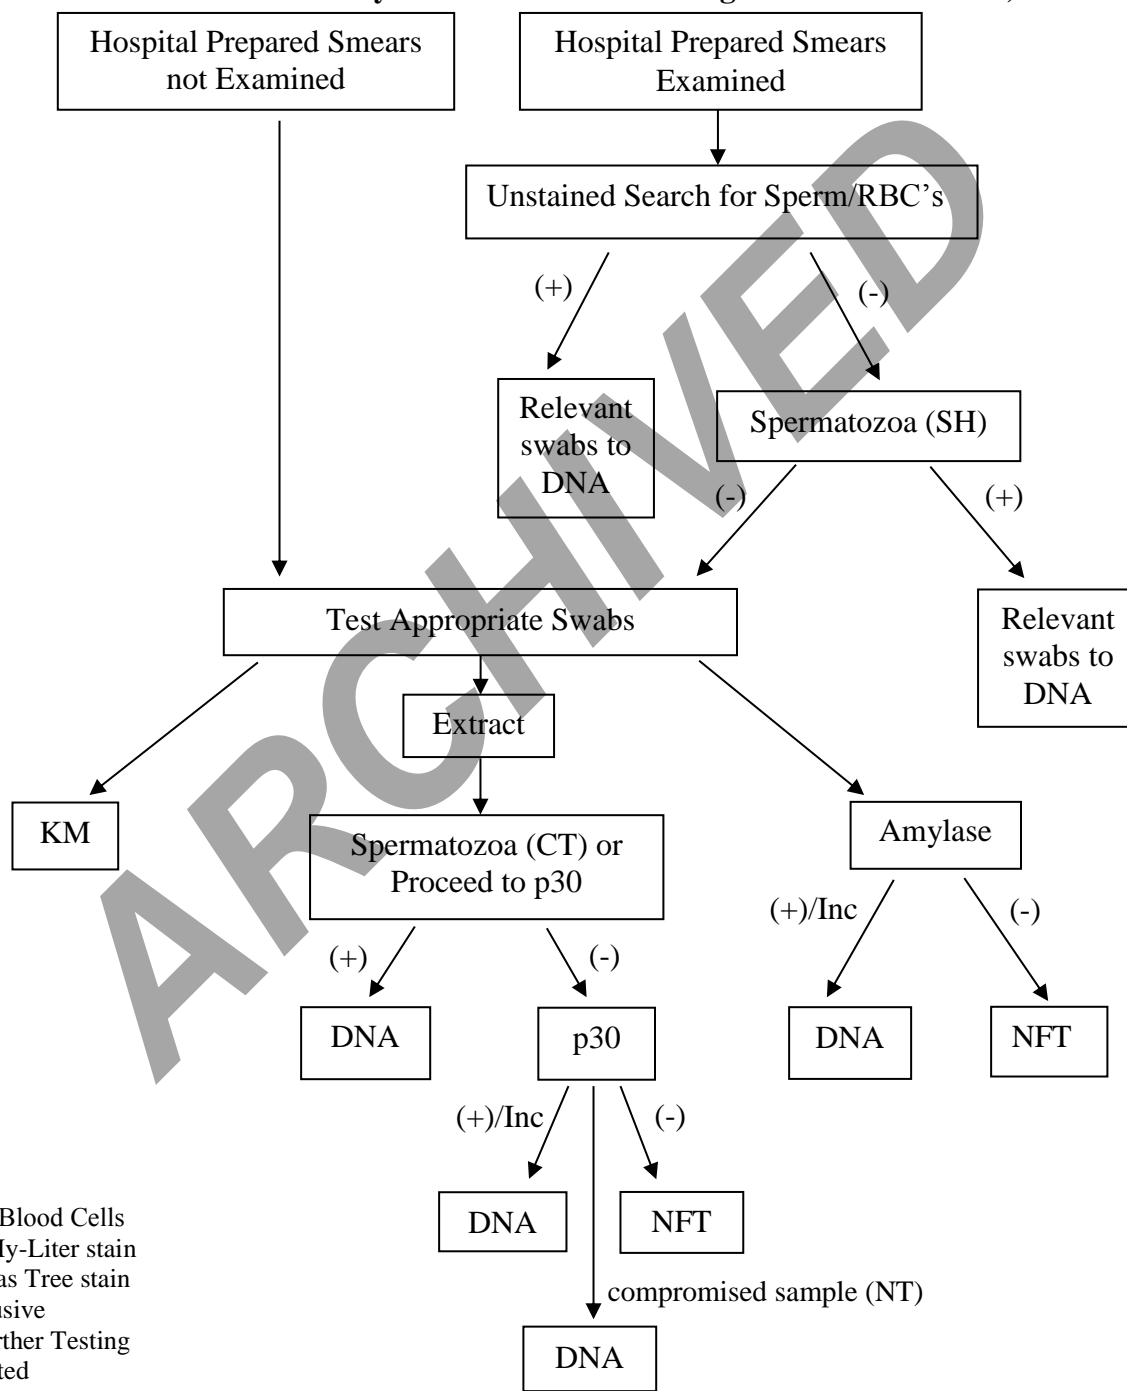 Hospital Prepared Smears
not Examined
Hospital Prepared Smears
Examined
Unstained Search for Sperm/RBC’s
(+)
(-)
Relevant
swabs to
DNA
Spermatozoa (SH)
(-)
(+)
Test Appropriate Swabs
Relevant
swabs to
DNA
Extract
KM
Spermatozoa (CT) or
Proceed to p30
Amylase
(+)/Inc
(-)
(+)
(-)
DNA
p30
DNA
NFT
(+)/Inc
(-)
DNA
NFT
compromised sample (NT)
DNA
Blood Cells
Hy-Liter stain
as Tree stain
usive
rther Testing
ted
ARCHIVED